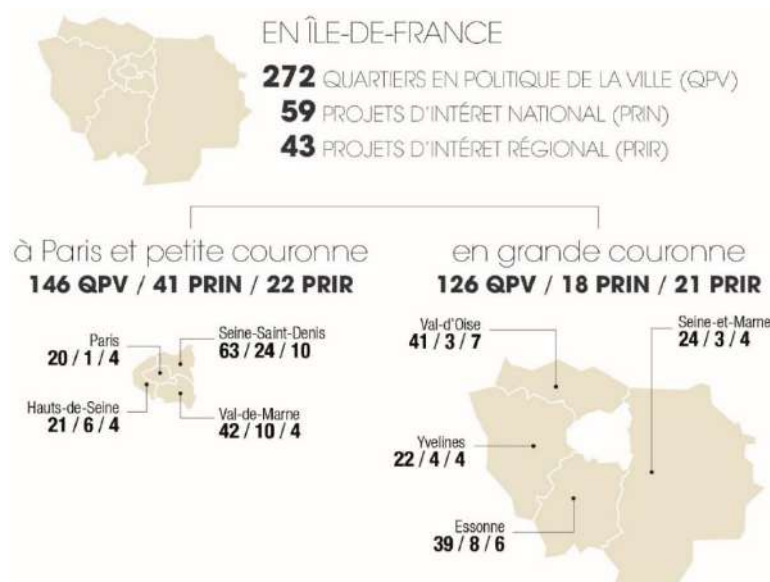 EN ÎLE-DE-FRANCE
272 QUARTIERS EN POLITIQUE DE LA VILLE (QPV)
59 PROJETS D'INTÉRET NATIONAL (PRIN)
43 PROJETS D'INTÉRET RÉGIONAL (PRIR)
à Paris et petite couronne
146 QPV / 41 PRIN / 22 PRIR
Paris
20 / 1 / 4
Seine-Saint-Denis
63 / 24 / 10
Hauts-de-Seine
21 / 6 / 4
Val-de-Marne
42 / 10 / 4
en grande couronne
126 QPV / 18 PRIN / 21 PRIR
Val-d'Oise
41 / 3 / 7
Seine-et-Marne
24 / 3 / 4
Yvelines
22 / 4 / 4
Essonne
39 / 8 / 6